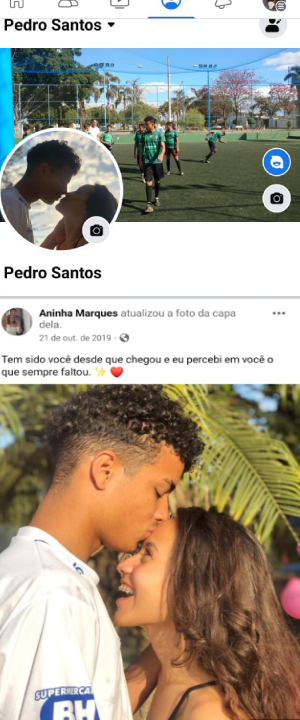 Pedro Santos
Pedro Santos
Aninha Marques atualizou a foto da capa
dela.
21 de out. de 2019 ·
Tem sido você desde que chegou e eu percebi em você o
que sempre faltou. ✨ ❤️
SUPERMERCA
BH